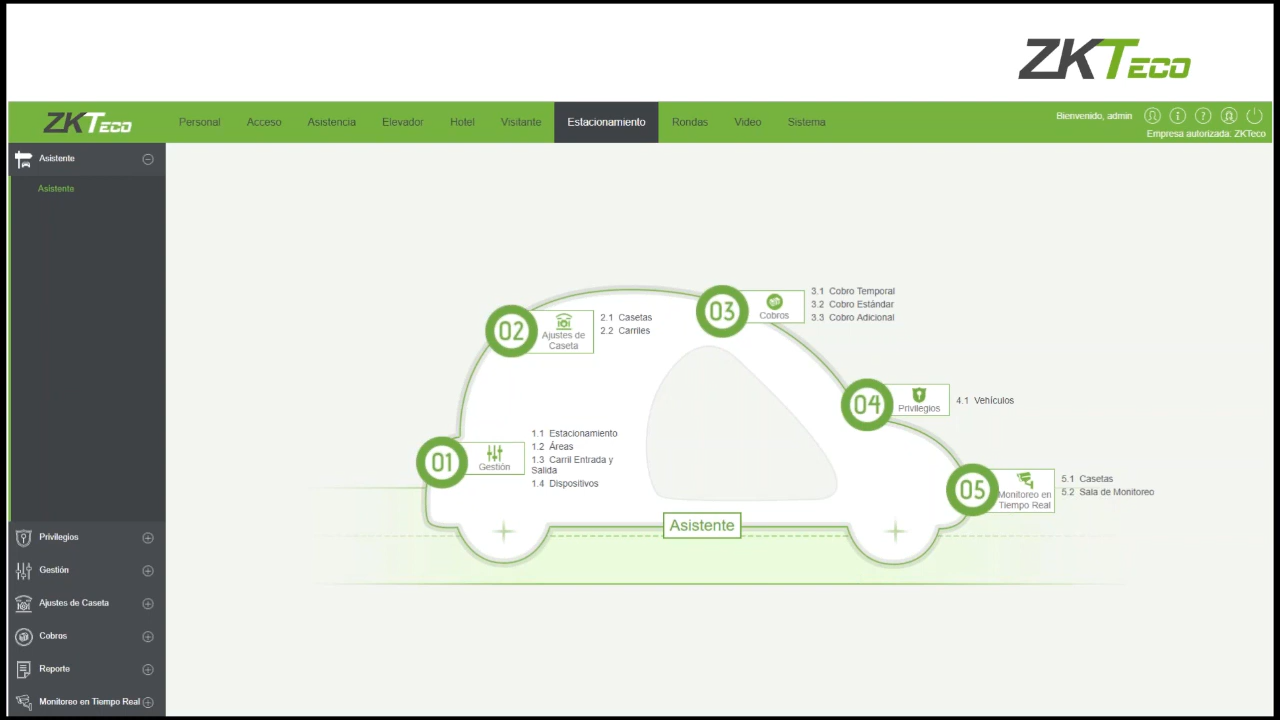 ZKTeco
ZKTeco
Personal
Acceso
Asistencia
Elevador
Hotel
Visitante
Estacionamiento
Rondas
Video
Sistema
Bienvenido, admin
Empresa autorizada: ZKTeco
Asistente
Asistente
Privilegios
Gestión
Ajustes de Caseta
Cobros
Reporte
Monitoreo en Tiempo Real
01
Gestión
1.1 Estacionamiento
1.2 Áreas
1.3 Carril Entrada y
Salida
1.4 Dispositivos
02
Ajustes de
Caseta
2.1 Casetas
2.2 Carriles
03
Cobros
3.1 Cobro Temporal
3.2 Cobro Estándar
3.3 Cobro Adicional
04
Privilegios
4.1 Vehículos
05
Monitoreo en
Tiempo Real
5.1 Casetas
5.2 Sala de Monitoreo
Asistente